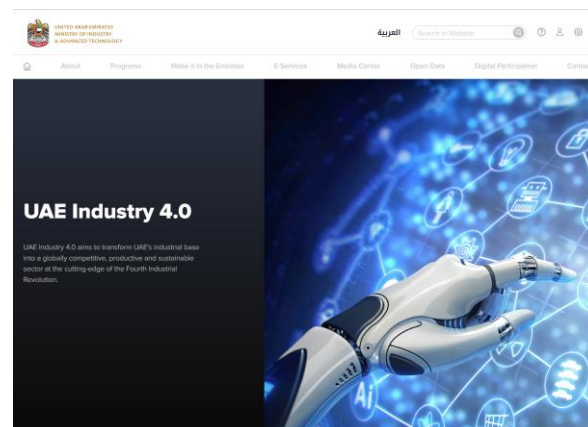 UNITED ARAB EMIRATES
MINISTRY OF INDUSTRY
& ADVANCED TECHNOLOGY
العربية
Search in Website
About Programs Make it in the Emirates E-Services Media Center Open Data Digital Participation Contac
UAE Industry 4.0
UAE Industry 4.0 aims to transform UAE's industrial base
into a globally competitive, productive and sustainable
sector at the cutting-edge of the Fourth Industrial
Revolution.
Ai